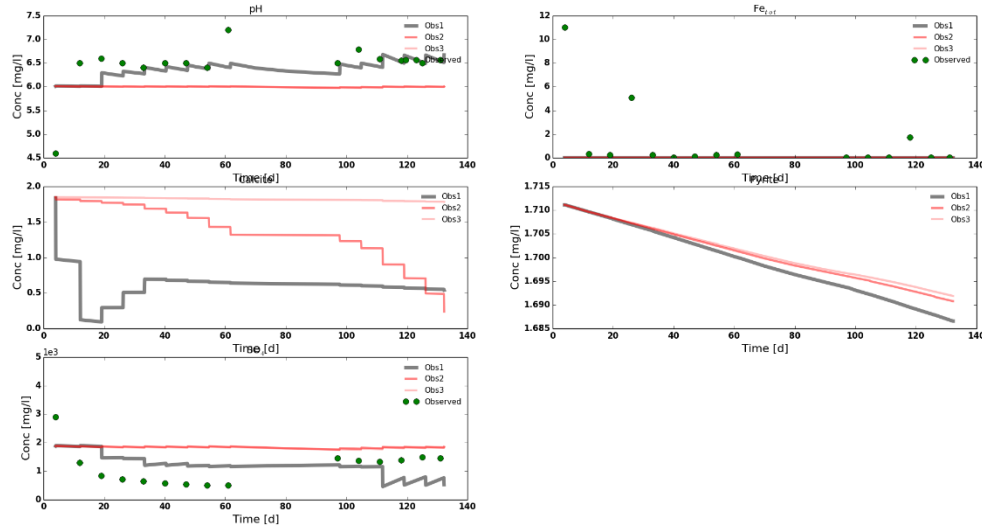 pH
Conc [mg/l]
7.5
7.0
6.5
6.0
5.5
5.0
4.5
0 20 40 60 80 100 120 140
Time [d]
Obs1
Obs2
Obs3
Observed
Fe_tot
Conc [mg/l]
12
10
8
6
4
2
0
0 20 40 60 80 100 120 140
Time [d]
Obs1
Obs2
Obs3
Observed
Calcite
Conc [mg/l]
2.0
1.5
1.0
0.5
0.0
0 20 40 60 80 100 120 140
Time [d]
Obs1
Obs2
Obs3
Pyrite
Conc [mg/l]
1.715
1.710
1.705
1.700
1.695
1.690
1.685
0 20 40 60 80 100 120 140
Time [d]
Obs1
Obs2
Obs3
1e3
Conc [mg/l]
5
4
3
2
1
0
0 20 40 60 80 100 120 140
Time [d]
Obs1
Obs2
Obs3
Observed